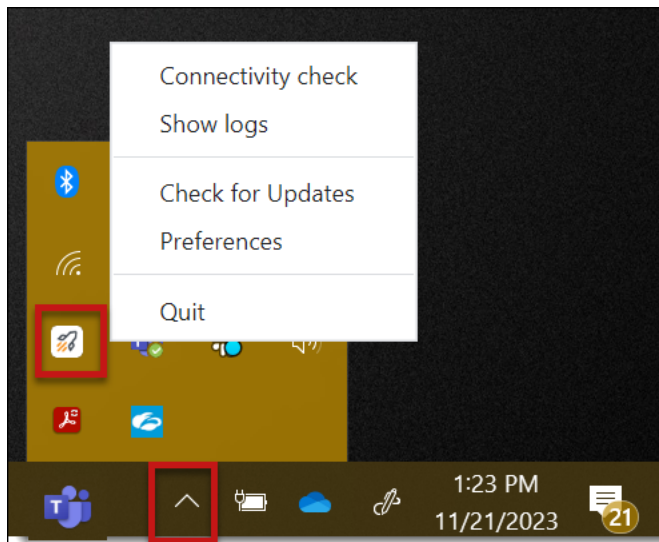 Connectivity check
Show logs
Check for Updates
Preferences
Quit
T
1:23 PM
11/21/2023
21